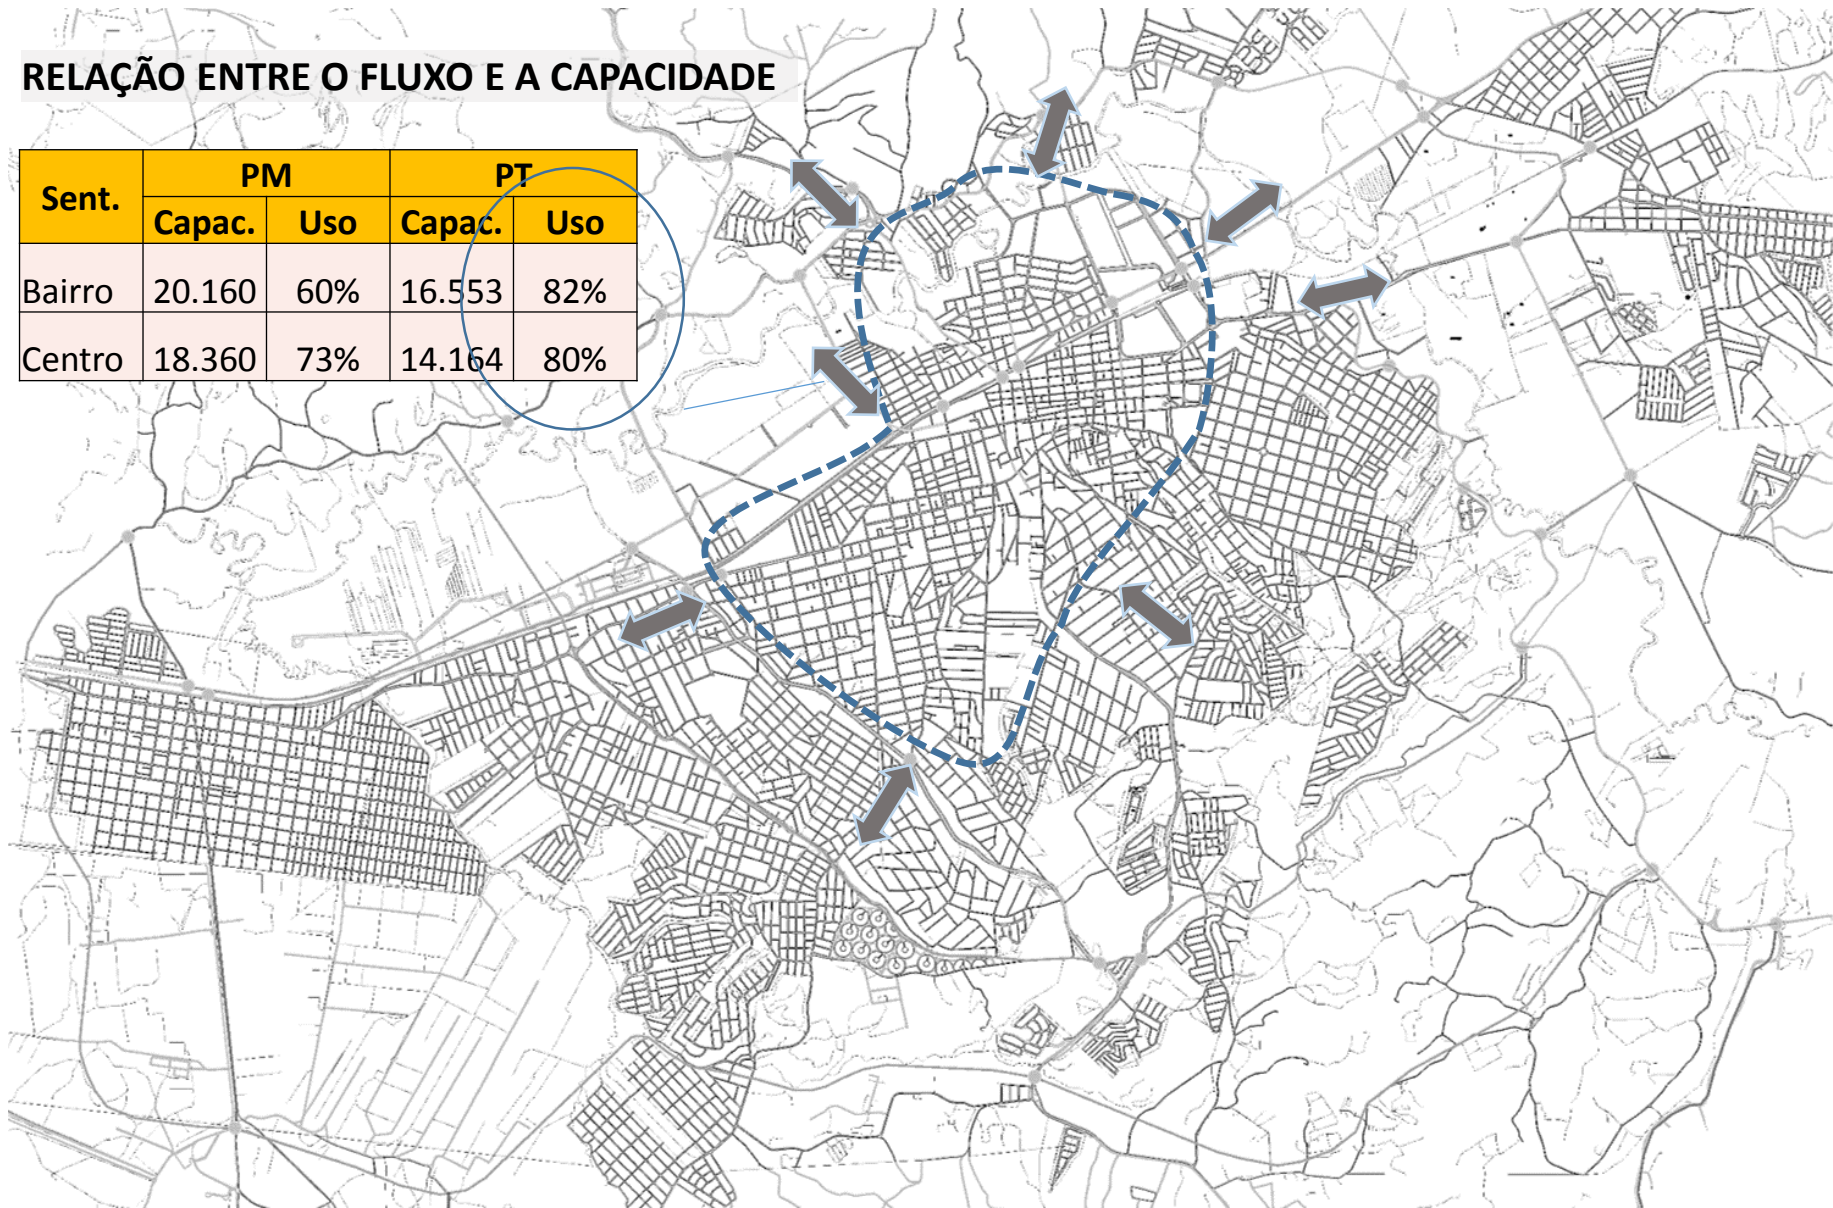 RELAÇÃO ENTRE O FLUXO E A CAPACIDADE
Sent. PM PT
Capac. Uso Capac. Uso
Bairro 20.160 60% 16.553 82%
Centro 18.360 73% 14.164 80%